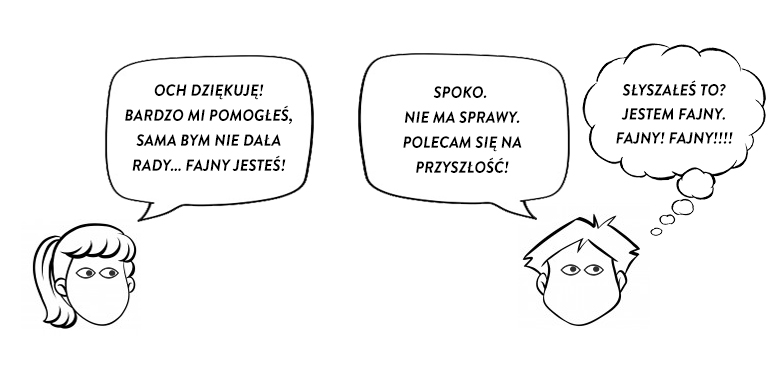 OCH DZIĘKUJĘ!
BARDZO MI POMOGŁEŚ,
SAMA BYM NIE DAŁA
RADY... FAJNY JESTEŚ!
SPOKO.
NIE MA SPRAWY.
POLECAM SIĘ NA
PRZYSZŁOŚĆ!
SŁYSZAŁEŚ TO?
JESTEM FAJNY.
FAJNY! FAJNY!!!!